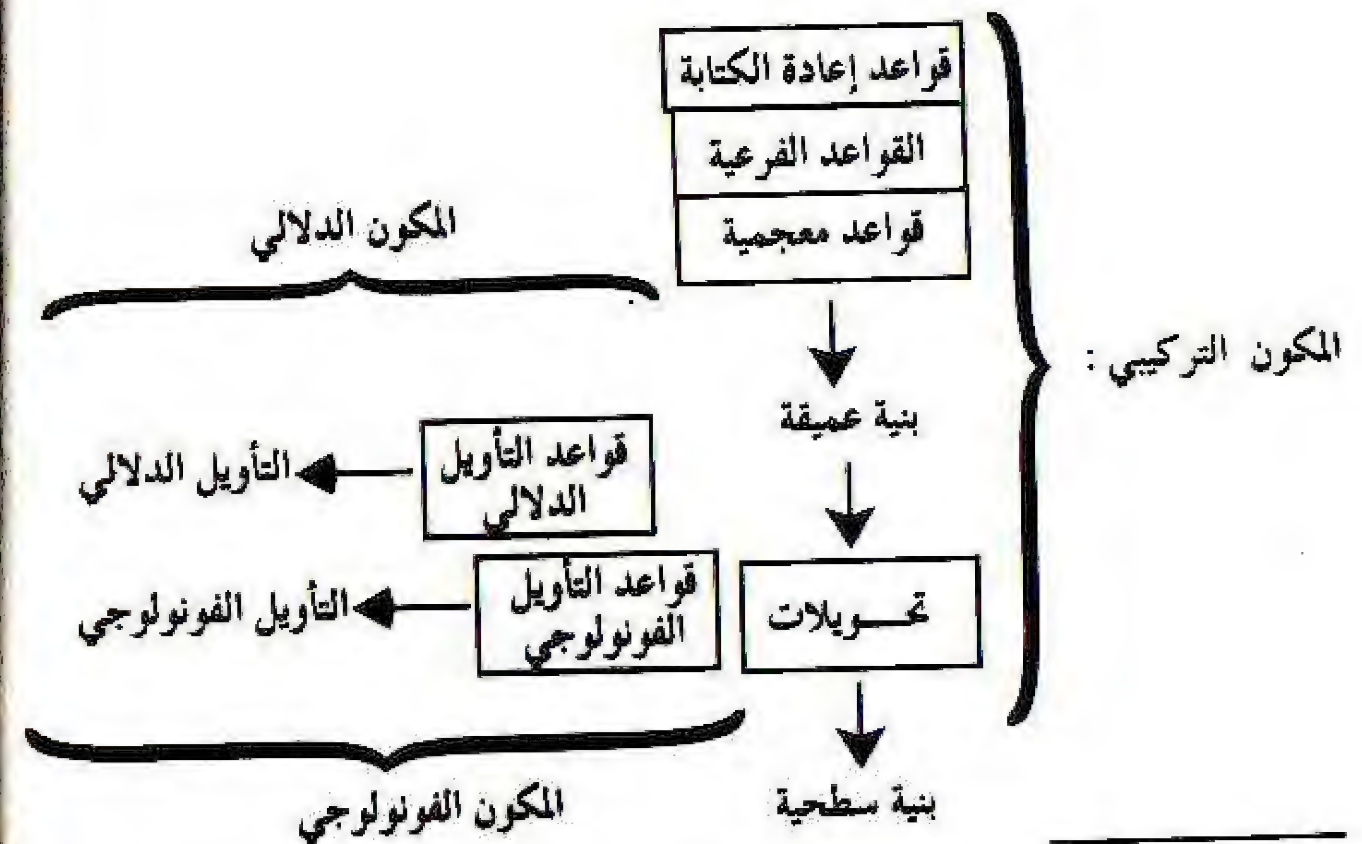 قواعد إعادة الكتابة
القواعد الفرعية
قواعد معجمية
المكون الدلالي
المكون التركيبي :
بنية عميقة
قواعد التأويل
الدلالي
التأويل الدلالي
تحـــويلات
قواعد التأويل
الفونولوجي
التأويل الفونولوجي
بنية سطحية
المكون الفونولوجي